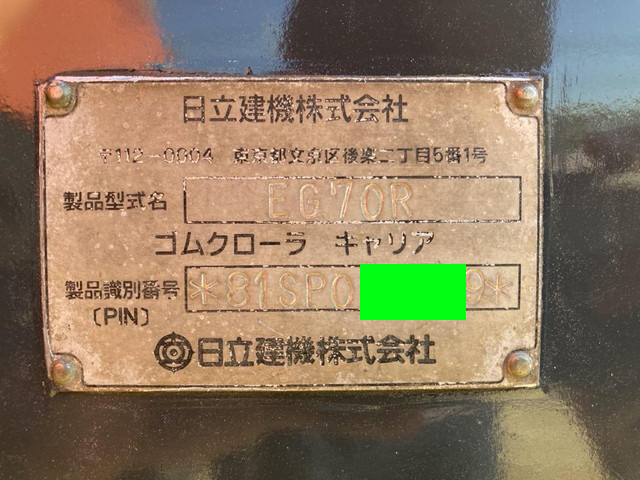 日立建機株式会社
〒112-0004 東京都文京区後楽二丁目5番1号
製品型式名 EG70R
ゴムクローラ キャリア
製品識別番号 *81SP0 9*
(PIN)
日立建機株式会社